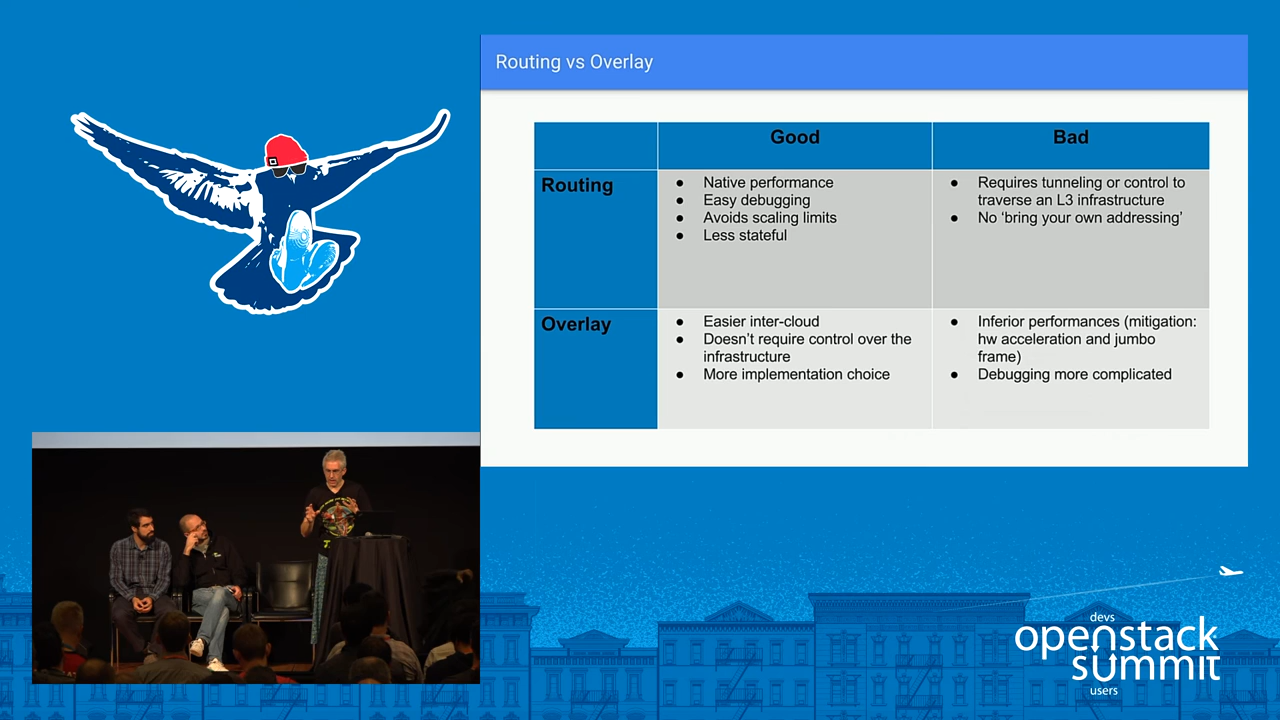 Routing vs Overlay
Good
Bad
Routing
● Native performance
● Easy debugging
● Avoids scaling limits
● Less stateful
● Requires tunneling or control to
traverse an L3 infrastructure
● No ‘bring your own addressing’
Overlay
● Easier inter-cloud
● Doesn’t require control over the
infrastructure
● More implementation choice
● Inferior performances (mitigation:
hw acceleration and jumbo
frame)
● Debugging more complicated
devs
openstack
summit
users